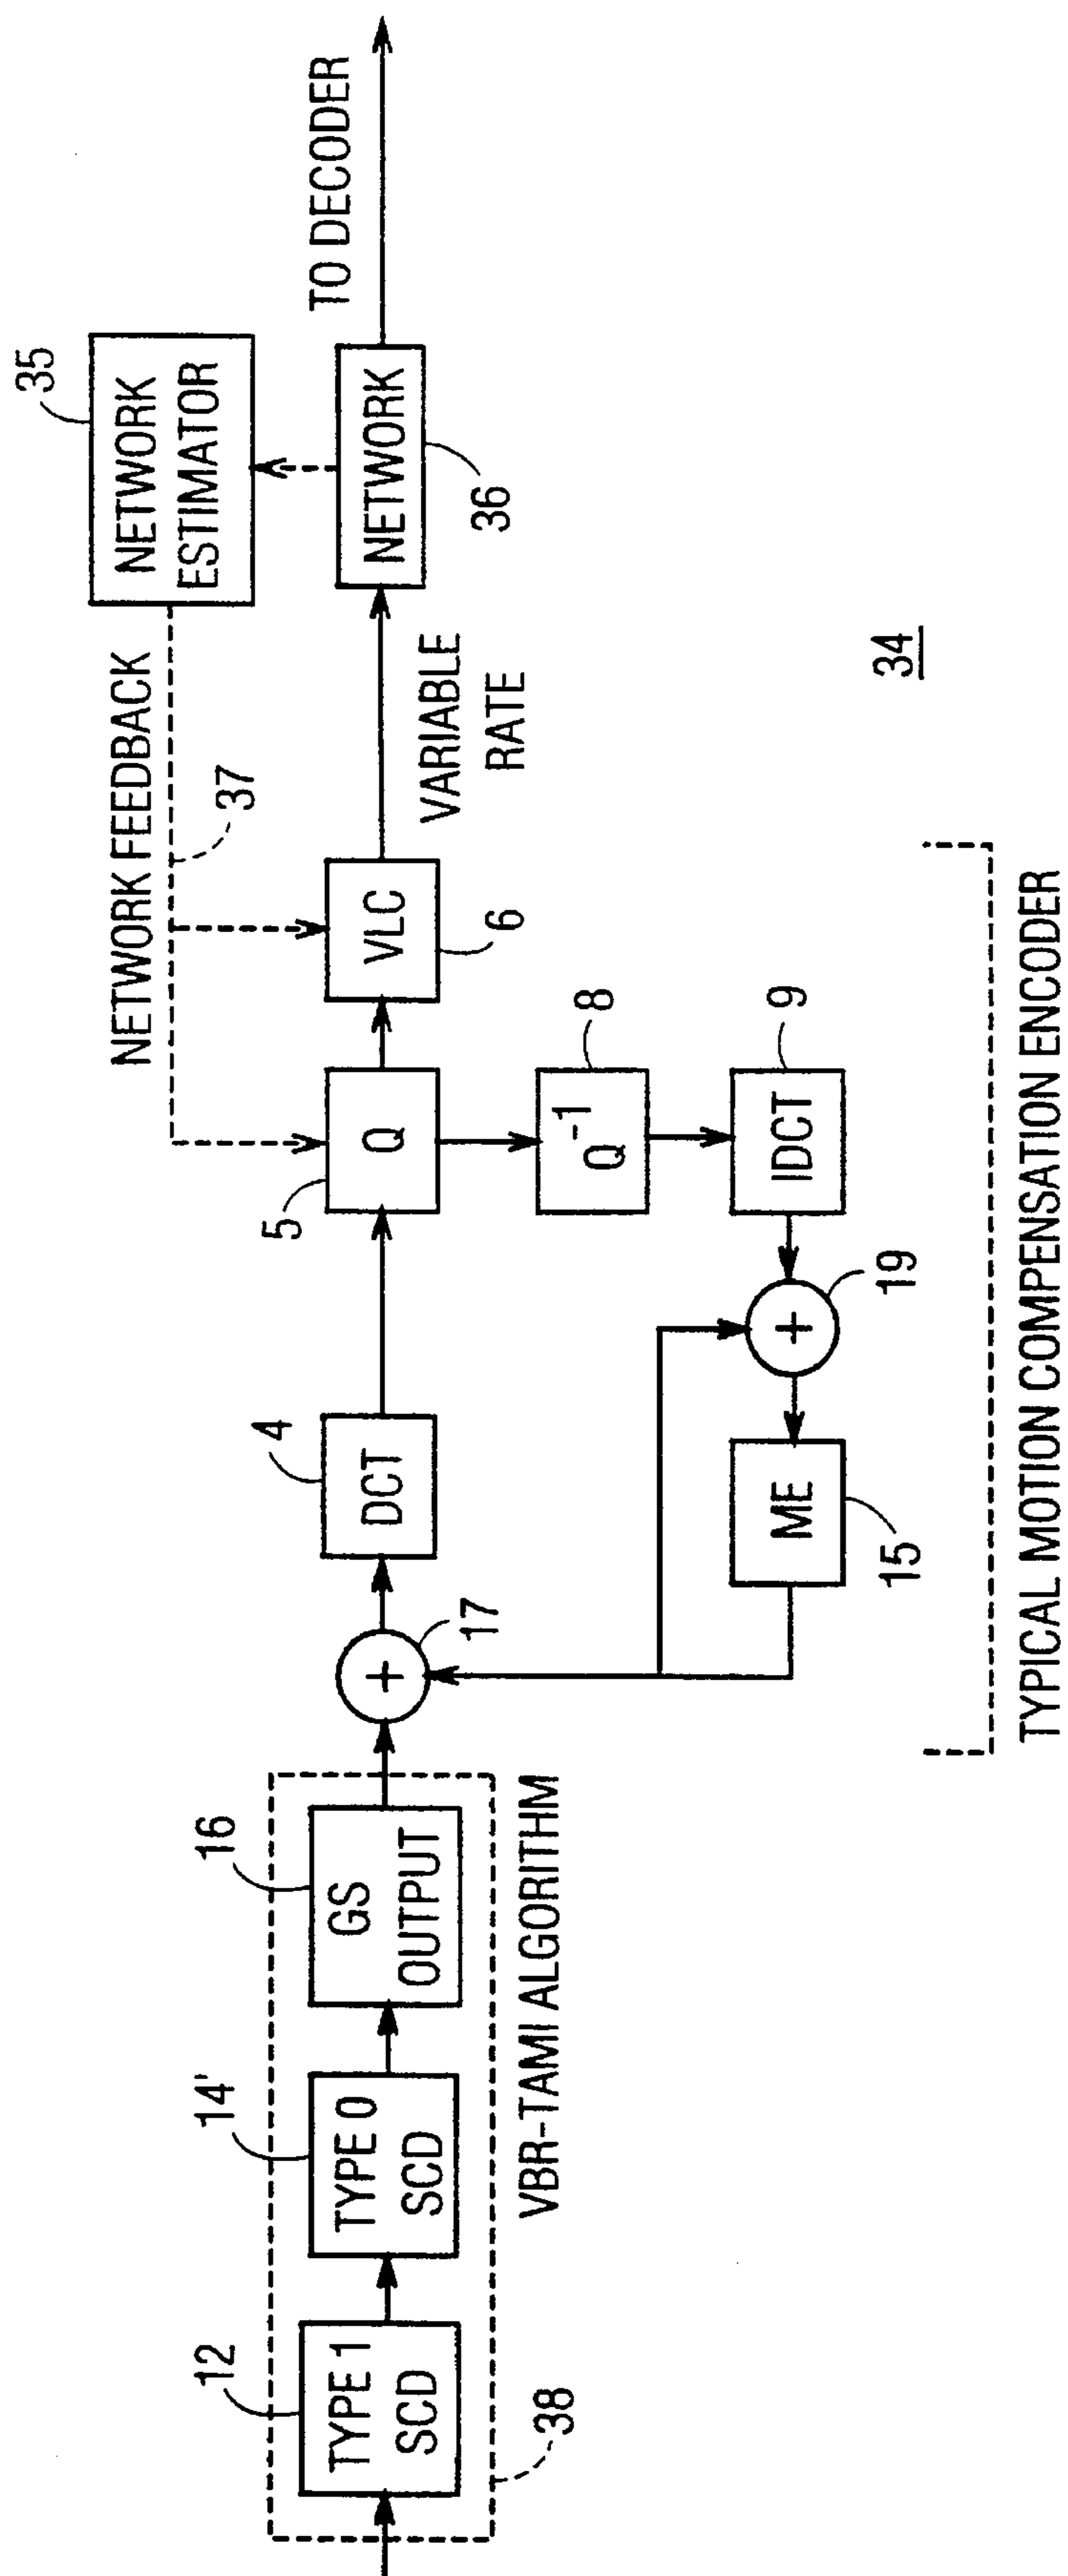 12
TYPE 1
SCD
14'
TYPE 0
SCD
16
GS
OUTPUT
38
VBR-TAMI ALGORITHM
17
4
DCT
5
Q
6
VLC
NETWORK FEEDBACK
37
VARIABLE
RATE
35
NETWORK
ESTIMATOR
NETWORK
36
TO DECODER
8
Q⁻¹
9
IDCT
+
+
19
ME
15
34
TYPICAL MOTION COMPENSATION ENCODER